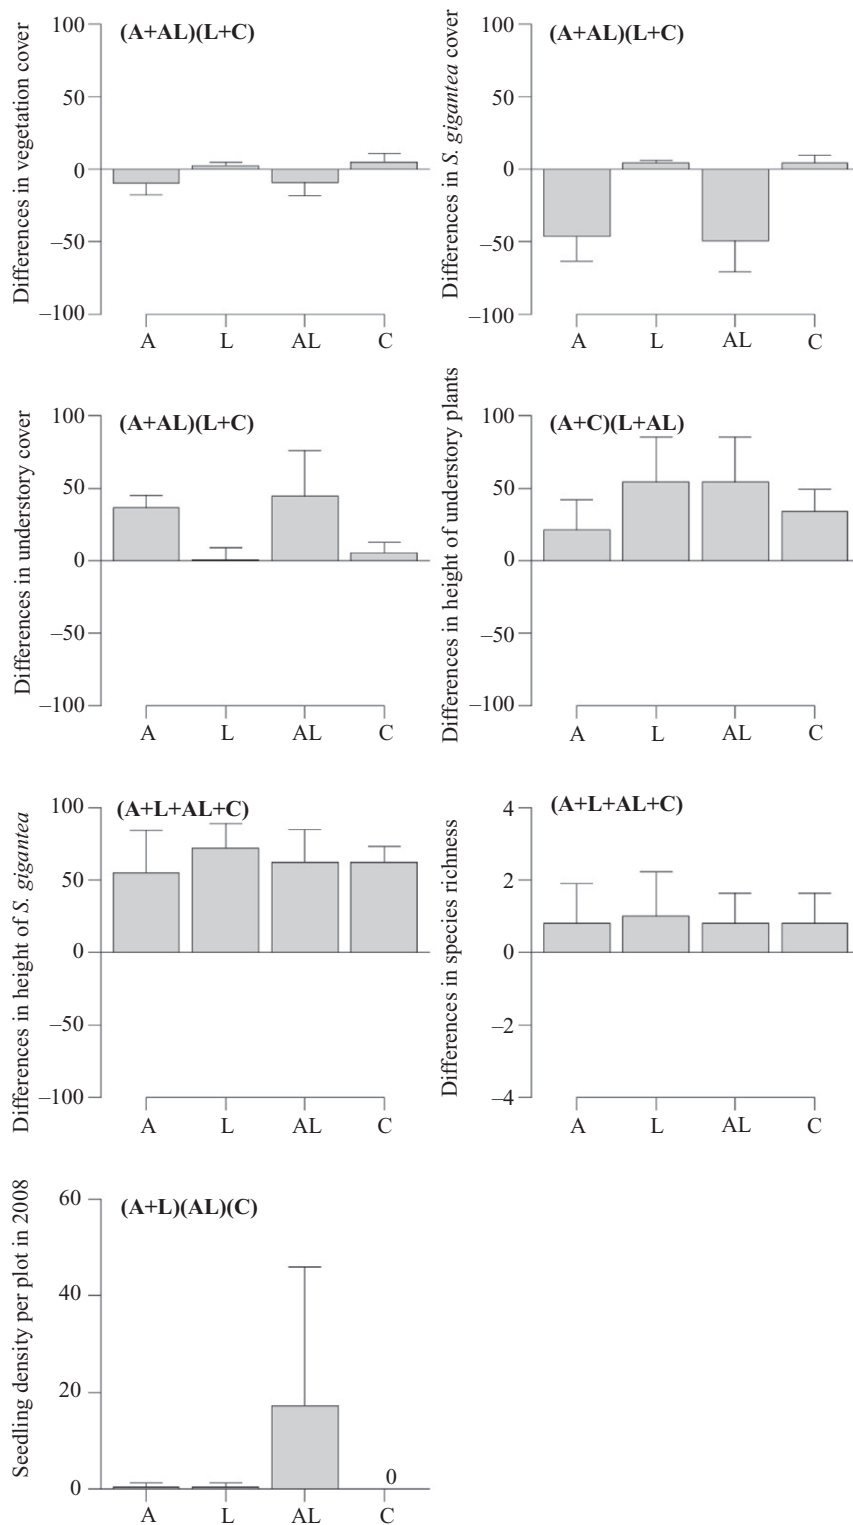 Differences in vegetation cover
(A+AL)(L+C)
100
50
0
–50
–100
A L AL C
Differences in S. gigantea cover
(A+AL)(L+C)
100
50
0
–50
–100
A L AL C
Differences in understory cover
(A+AL)(L+C)
100
50
0
–50
–100
A L AL C
Differences in height of understory plants
(A+C)(L+AL)
100
50
0
–50
–100
A L AL C
Differences in height of S. gigantea
(A+L+AL+C)
100
50
0
–50
–100
A L AL C
Differences in species richness
(A+L+AL+C)
4
2
0
–2
–4
A L AL C
Seedling density per plot in 2008
(A+L)(AL)(C)
60
40
20
0
0
A L AL C